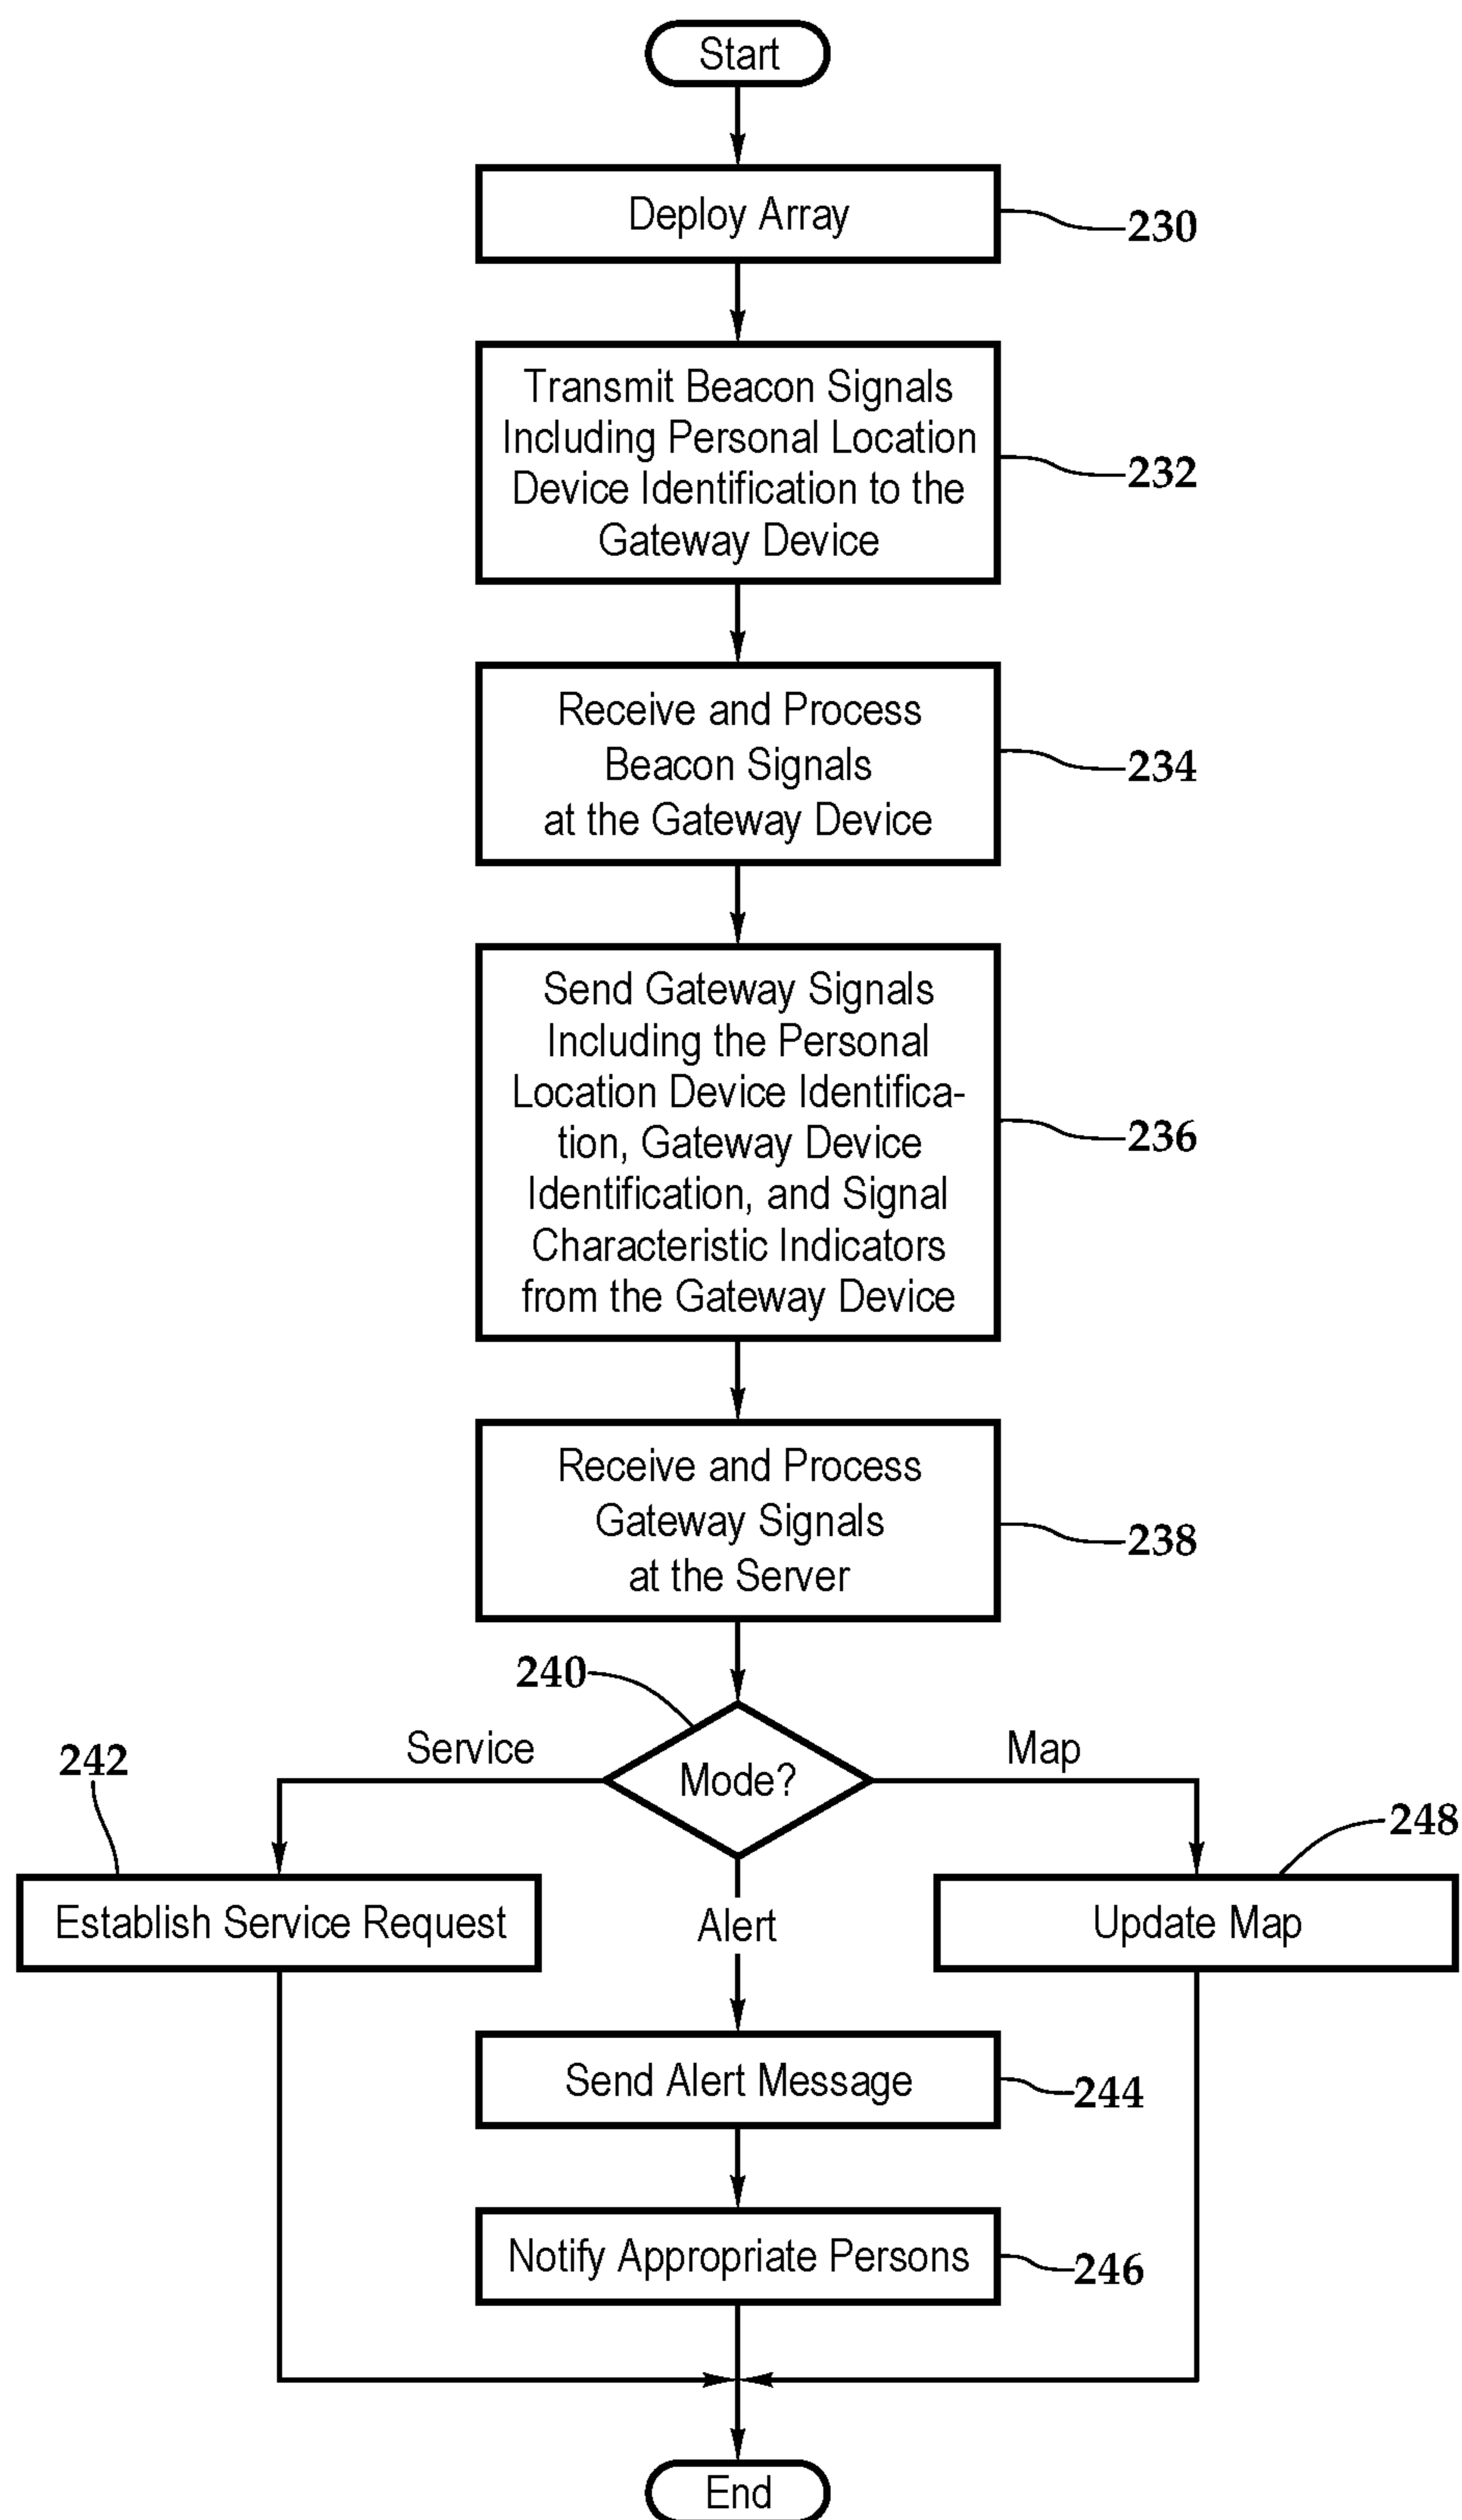 Start
Deploy Array
230
Transmit Beacon Signals
Including Personal Location
Device Identification to the
Gateway Device
232
Receive and Process
Beacon Signals
at the Gateway Device
234
Send Gateway Signals
Including the Personal
Location Device Identifica-
tion, Gateway Device
Identification, and Signal
Characteristic Indicators
from the Gateway Device
236
Receive and Process
Gateway Signals
at the Server
238
240
Mode?
Service
Map
242
248
Establish Service Request
Alert
Update Map
Send Alert Message
244
Notify Appropriate Persons
246
End